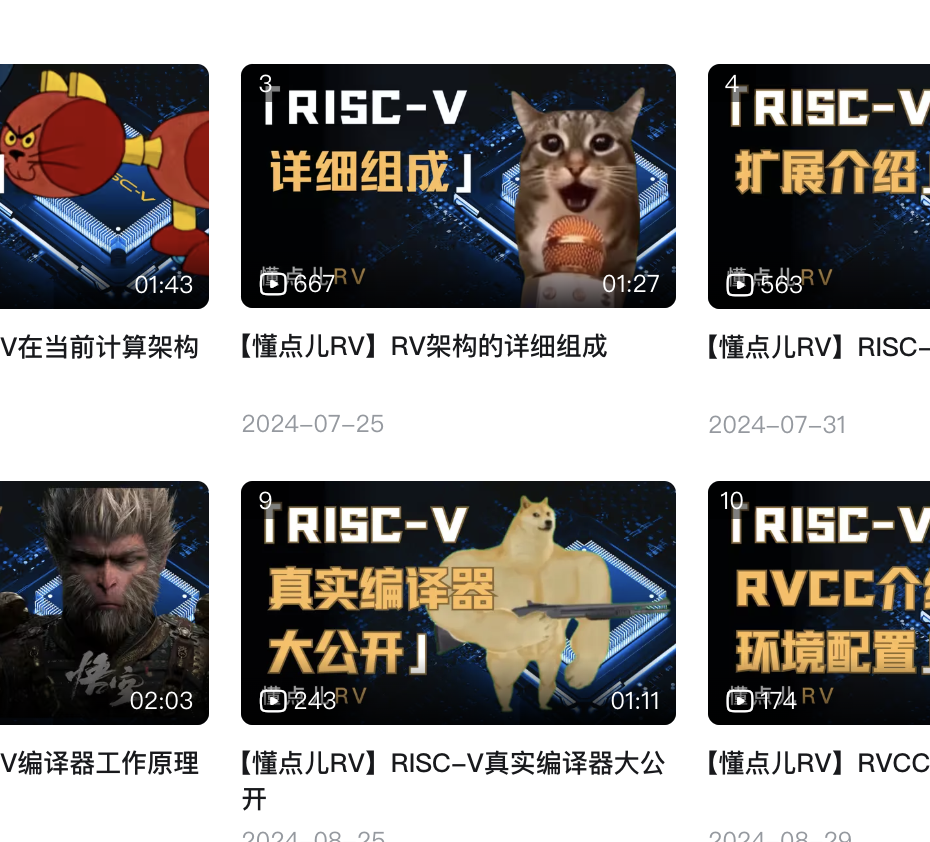 SC-V
01:43
3
「RISC-V
详细组成」
懂点儿RV
667
01:27
4
「RISC-V
扩展介绍」
懂点儿RV
563
V在当前计算架构
【懂点儿RV】RV架构的详细组成
【懂点儿RV】RISC-
2024-07-25
2024-07-31
悟空
02:03
9
「RISC-V
真实编译器
大公开」
懂点儿RV
243
01:11
10
「RISC-V
RVCC介绍
环境配置」
懂点儿RV
174
V编译器工作原理
【懂点儿RV】RISC-V真实编译器大公
开
【懂点儿RV】RVCC
2024-08-25
2024-08-29